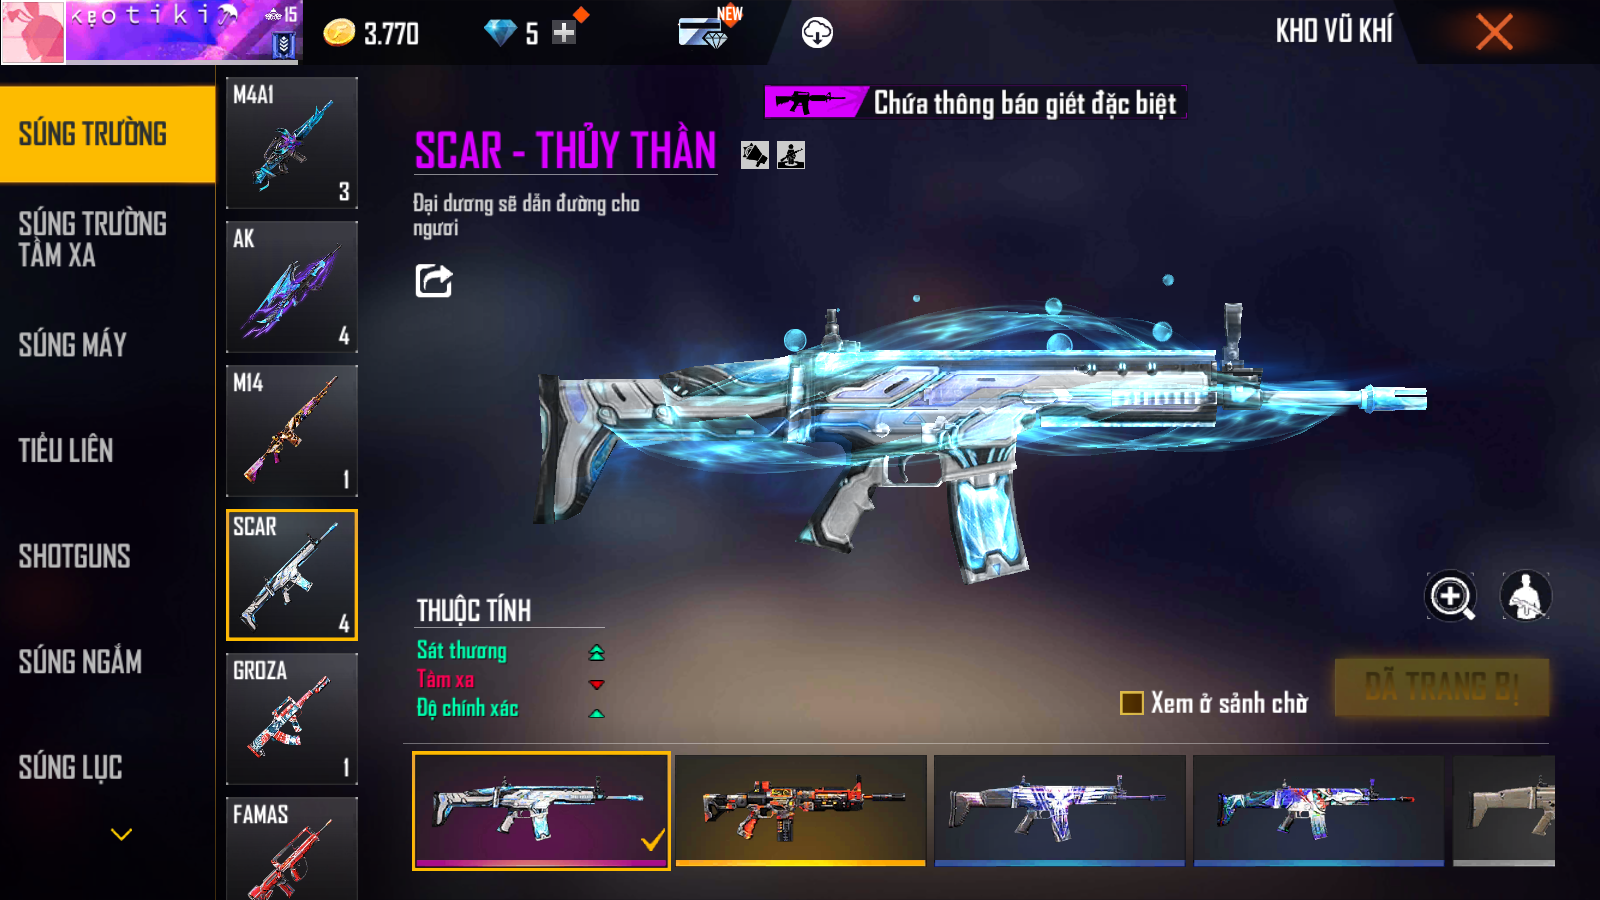 kẹotiki
15
3.770
5
NEW
KHO VŨ KHÍ
SÚNG TRƯỜNG
SÚNG TRƯỜNG
TẦM XA
SÚNG MÁY
TIỂU LIÊN
SHOTGUNS
SÚNG NGẮM
SÚNG LỤC
M4A1
3
AK
4
M14
1
SCAR
4
GROZA
1
FAMAS
Chứa thông báo giết đặc biệt
SCAR - THỦY THẦN
Đại dương sẽ dẫn đường cho
ngươi
THUỘC TÍNH
Sát thương
Tầm xa
Độ chính xác
Xem ở sảnh chờ
ĐÃ TRANG BỊ